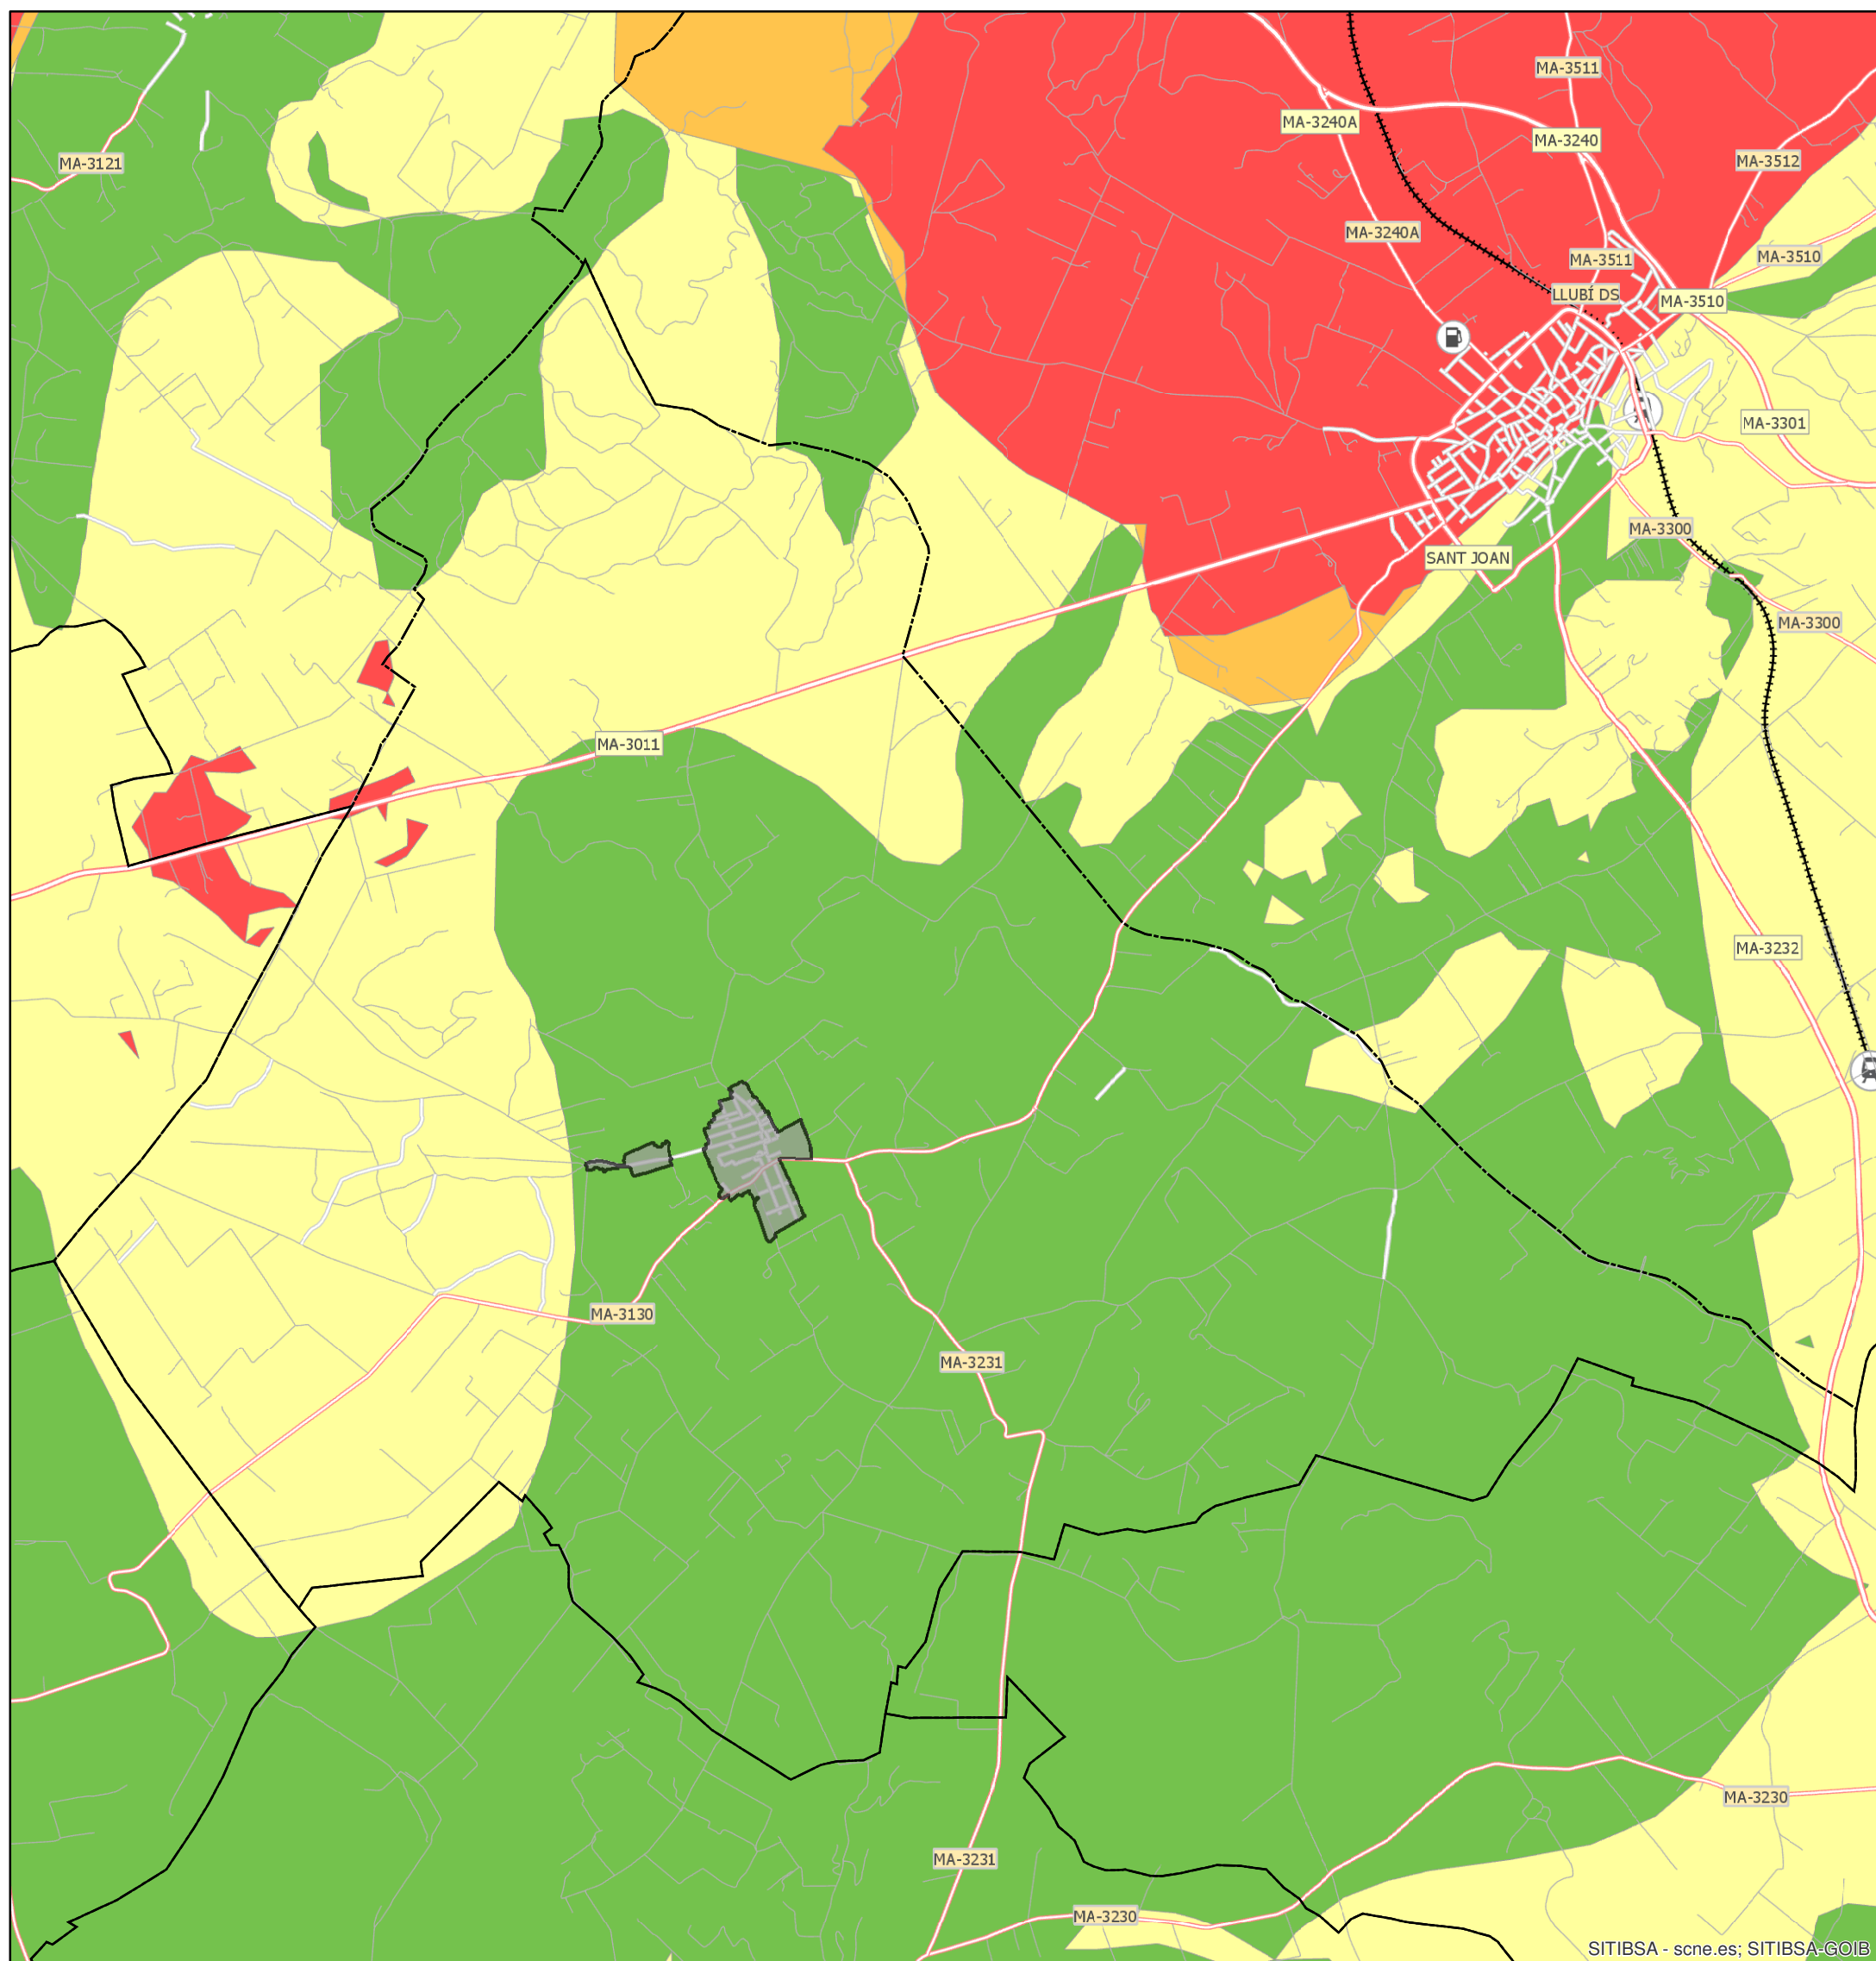 MA-3511
MA-3240A
MA-3240
MA-3512
MA-3121
MA-3240A
MA-3510
MA-3511
LLUBÍ DS
MA-3510
MA-3301
MA-3300
SANT JOAN
MA-3300
MA-3011
MA-3232
MA-3130
MA-3231
MA-3230
MA-3231
MA-3230
SITIBSA - scne.es; SITIBSA-GOIB